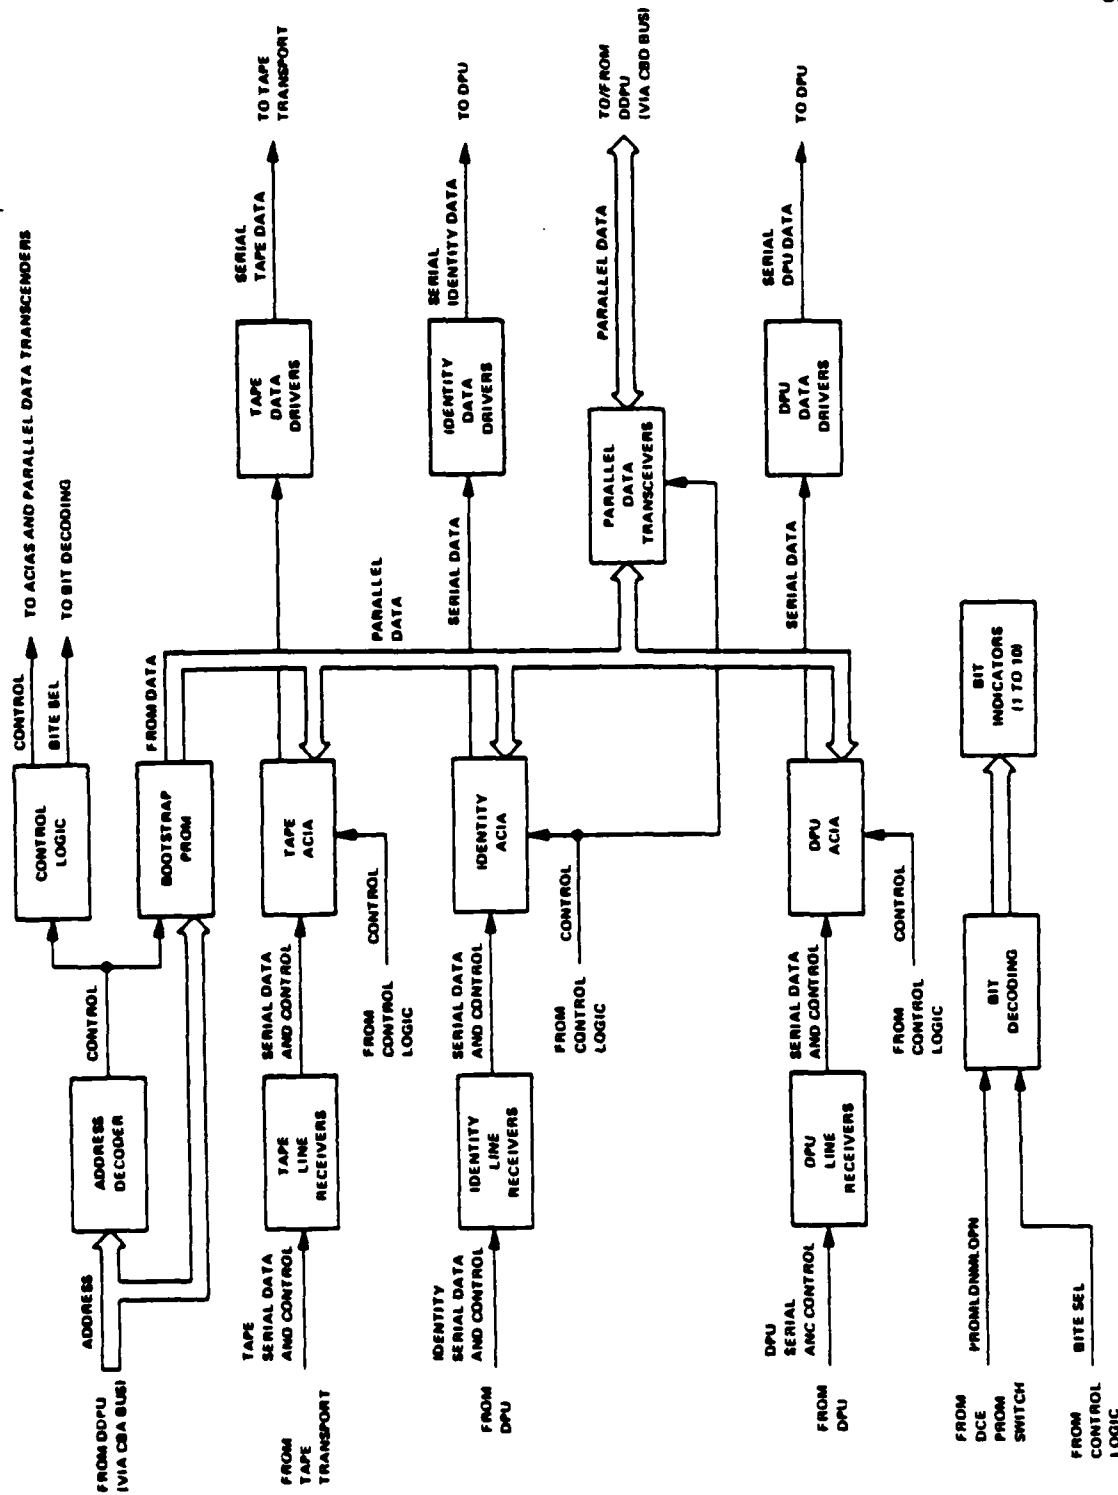 FROM DDPU
(VIA CBA BUS)
ADDRESS
ADDRESS
DECODER
CONTROL
CONTROL
LOGIC
CONTROL
TO ACIAS AND PARALLEL DATA TRANSCENDERS
BITE SEL
TO BIT DECODING
BOOTSTRAP
PROM
FROM DATA
FROM
TAPE
TRANSPORT
TAPE
SERIAL DATA
AND CONTROL
TAPE
LINE
RECEIVERS
SERIAL DATA
AND CONTROL
FROM
CONTROL
LOGIC
CONTROL
TAPE
ACIA
TAPE
DATA
DRIVERS
SERIAL
TAPE DATA
TO TAPE
TRANSPORT
PARALLEL
DATA
FROM
DPU
IDENTITY
SERIAL DATA
AND CONTROL
IDENTITY
LINE
RECEIVERS
SERIAL DATA
AND CONTROL
FROM
CONTROL
LOGIC
CONTROL
IDENTITY
ACIA
SERIAL DATA
IDENTITY
DATA
DRIVERS
SERIAL
IDENTITY DATA
TO DPU
PARALLEL
DATA
TRANSCEIVERS
PARALLEL DATA
TO/FROM
DDPU
(VIA CBD BUS)
FROM
DPU
DPU
SERIAL
ANC CONTROL
DPU
LINE
RECEIVERS
SERIAL DATA
AND CONTROL
FROM
CONTROL
LOGIC
CONTROL
DPU
ACIA
SERIAL DATA
DPU
DATA
DRIVERS
SERIAL
DPU DATA
TO DPU
FROM
DCE
PROM
SWITCH
PROMLDNMLOPN
FROM
CONTROL
LOGIC
BITE SEL
BIT
DECODING
BIT
INDICATORS
(1 TO 10)